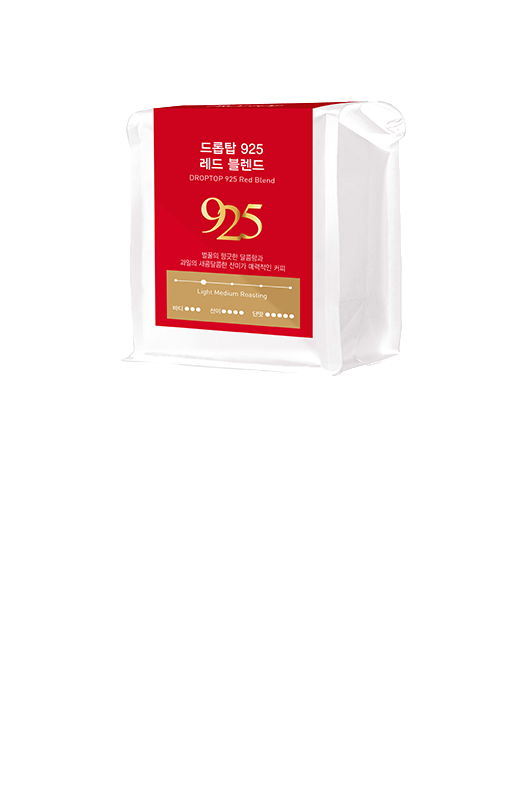 드롭탑 925
레드 블렌드
DROPTOP 925 Red Blend
925
벌꿀의 향긋한 달콤함과
과일의 새콤달콤한 신미가 매력적인 커피
Light Medium Roasting
바디 신미 단맛